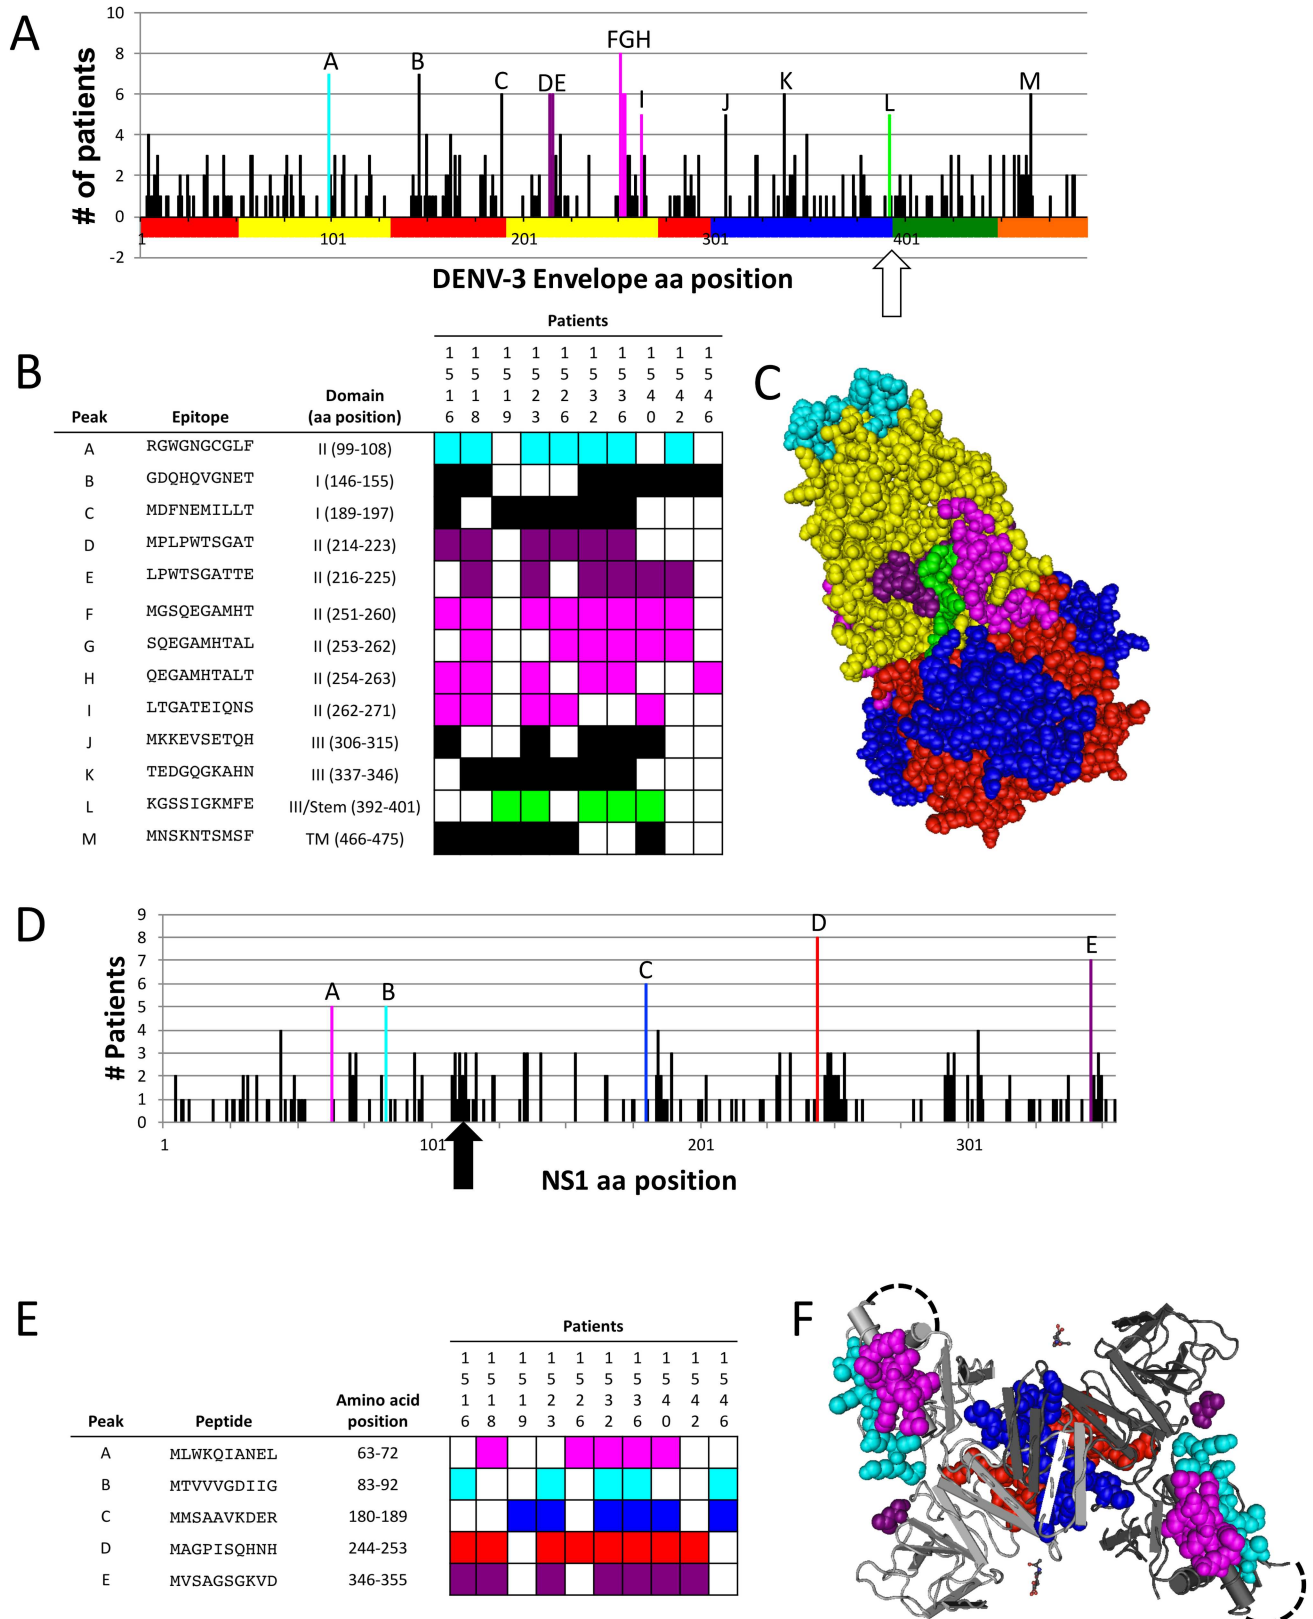 A
# of patients
10
8
6
4
2
0
-2
A
B
C
DE
FGH
I
J
K
L
M
1
101
201
301
401
DENV-3 Envelope aa position
B
Patients
Peak Epitope Domain (aa position) 1516 1518 1519 1523 1526 1532 1536 1540 1542 1546
A RGWGNGCGLF II (99-108)
B GDQHQVGNET I (146-155)
C MDFNEMILLT I (189-197)
D MPLPWTSGAT II (214-223)
E LPWTSGATTE II (216-225)
F MGSQEGAMHT II (251-260)
G SQEGAMHTAL II (253-262)
H QEGAMHTALT II (254-263)
I LTGATEIQNS II (262-271)
J MKKEVSETQH III (306-315)
K TEDGQGKAHN III (337-346)
L KGSSIGKMFE III/Stem (392-401)
M MNSKNTSMSF TM (466-475)
C
D
# Patients
9
8
7
6
5
4
3
2
1
0
A
B
C
D
E
1
101
201
301
NS1 aa position
E
Patients
Peak Peptide Amino acid position 1516 1518 1519 1523 1526 1532 1536 1540 1542 1546
A MLWKQIANEL 63-72
B MTVVVGDIIG 83-92
C MMSAAVKDER 180-189
D MAGPISQHNH 244-253
E MVSAGSGKVD 346-355
F